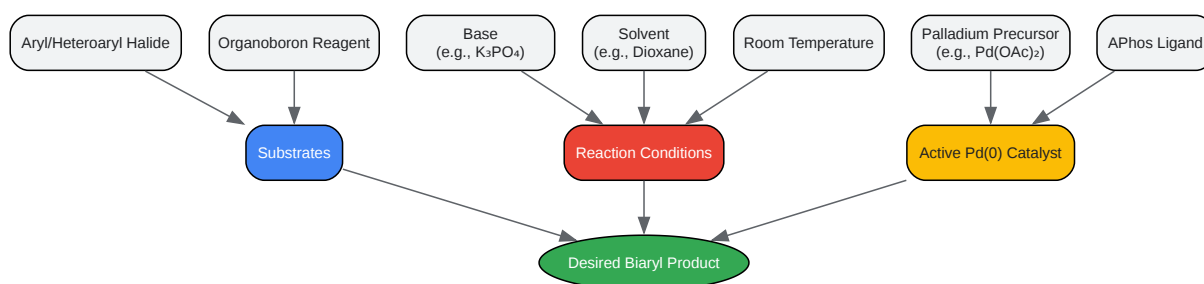 Aryl/Heteroaryl Halide
Organoboron Reagent
Base
(e.g., K₃PO₄)
Solvent
(e.g., Dioxane)
Room Temperature
Palladium Precursor
(e.g., Pd(OAc)₂)
APhos Ligand
Substrates
Reaction Conditions
Active Pd(0) Catalyst
Desired Biaryl Product